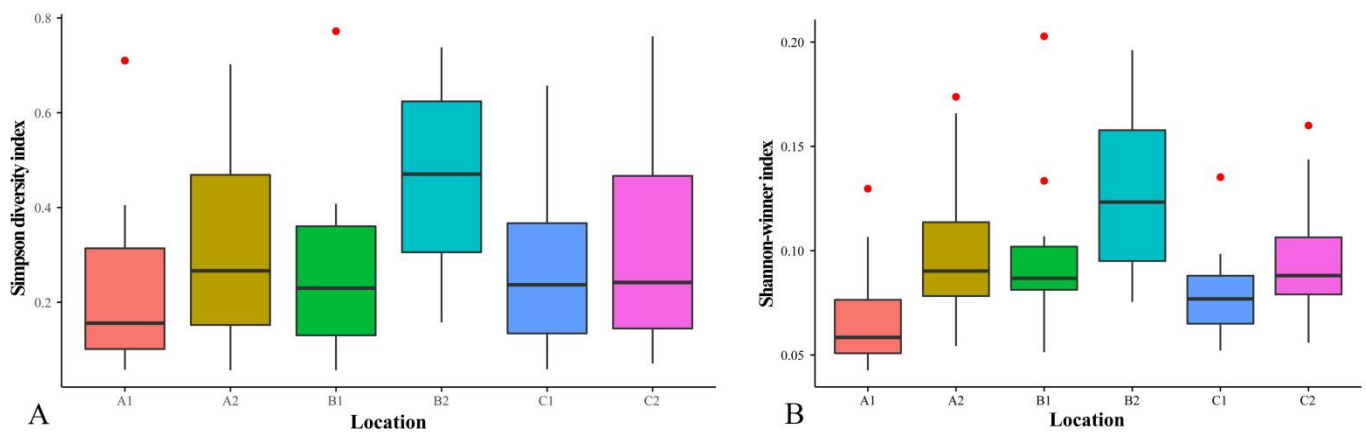 Simpson diversity index
0.8
0.6
0.4
0.2
A1 A2 B1 B2 C1 C2
Location
A
Shannon-winner index
0.20
0.15
0.10
0.05
A1 A2 B1 B2 C1 C2
Location
B